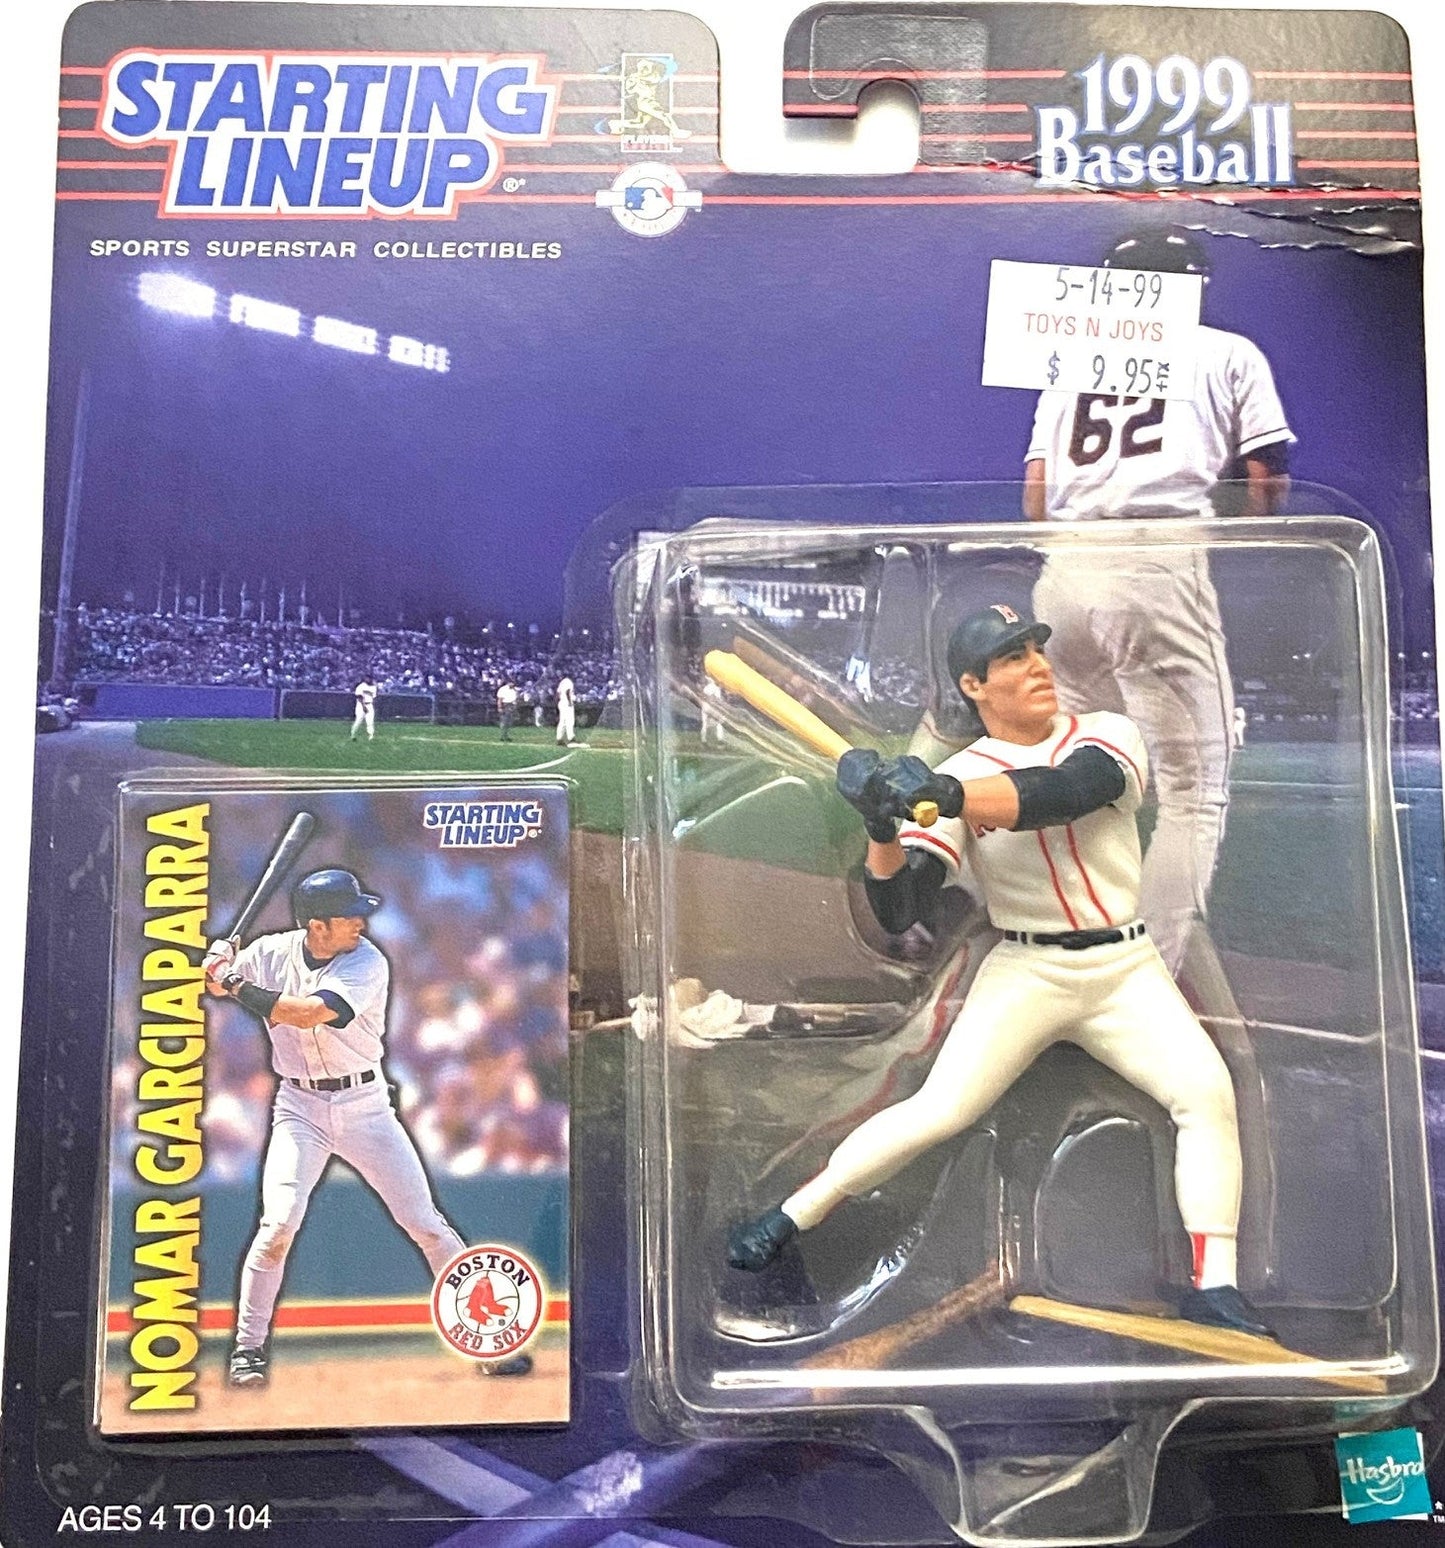 STARTING
LINEUP®
SPORTS SUPERSTAR COLLECTIBLES
1999
Baseball
5-14-99
TOYS N JOYS
$ 9.95
62
STARTING
LINEUP®
NOMAR GARCIAPARRA
BOSTON
RED SOX
B
AGES 4 TO 104
Hasbro
TM